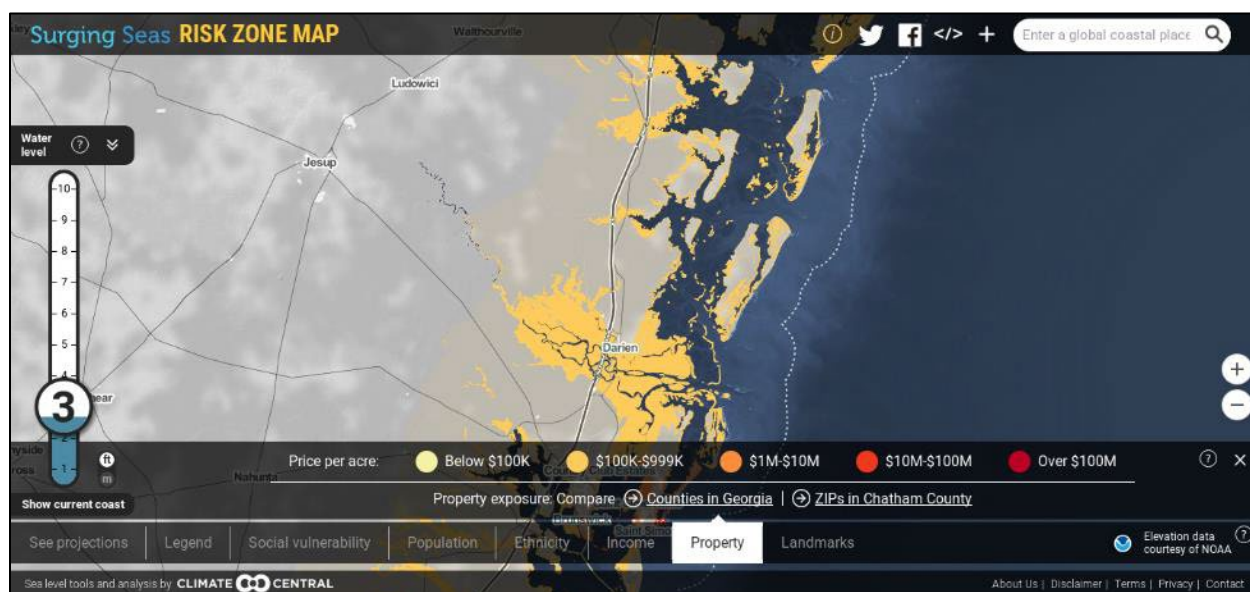 Surging Seas RISK ZONE MAP
Enter a global coastal place
Walthourville
Ludowici
Water level
Jesup
10
9
8
7
6
5
4
3
2
1
ft
m
Darien
Nahunta
Show current coast
Price per acre: Below $100K $100K-$999K $1M-$10M $10M-$100M Over $100M
Property exposure: Compare Counties in Georgia | ZIPs in Chatham County
Brunswick
See projections Legend Social vulnerability Population Ethnicity Income Property Landmarks
Elevation data
courtesy of NOAA
Sea level tools and analysis by CLIMATE CENTRAL
About Us | Disclaimer | Terms | Privacy | Contact